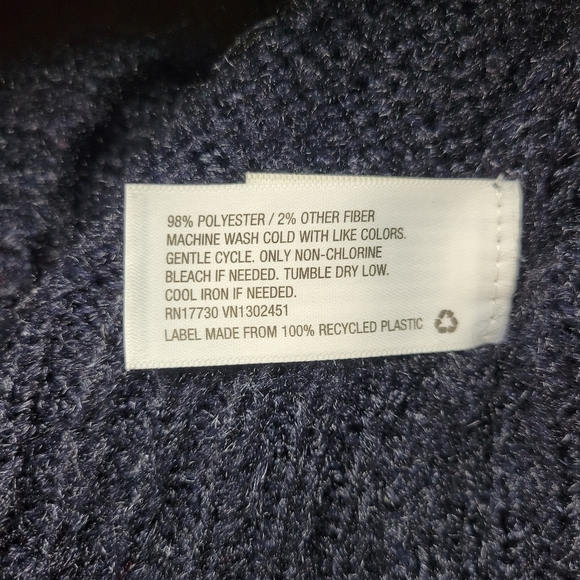 98% POLYESTER / 2% OTHER FIBER
MACHINE WASH COLD WITH LIKE COLORS.
GENTLE CYCLE. ONLY NON-CHLORINE
BLEACH IF NEEDED. TUMBLE DRY LOW.
COOL IRON IF NEEDED.
RN17730 VN1302451
LABEL MADE FROM 100% RECYCLED PLASTIC